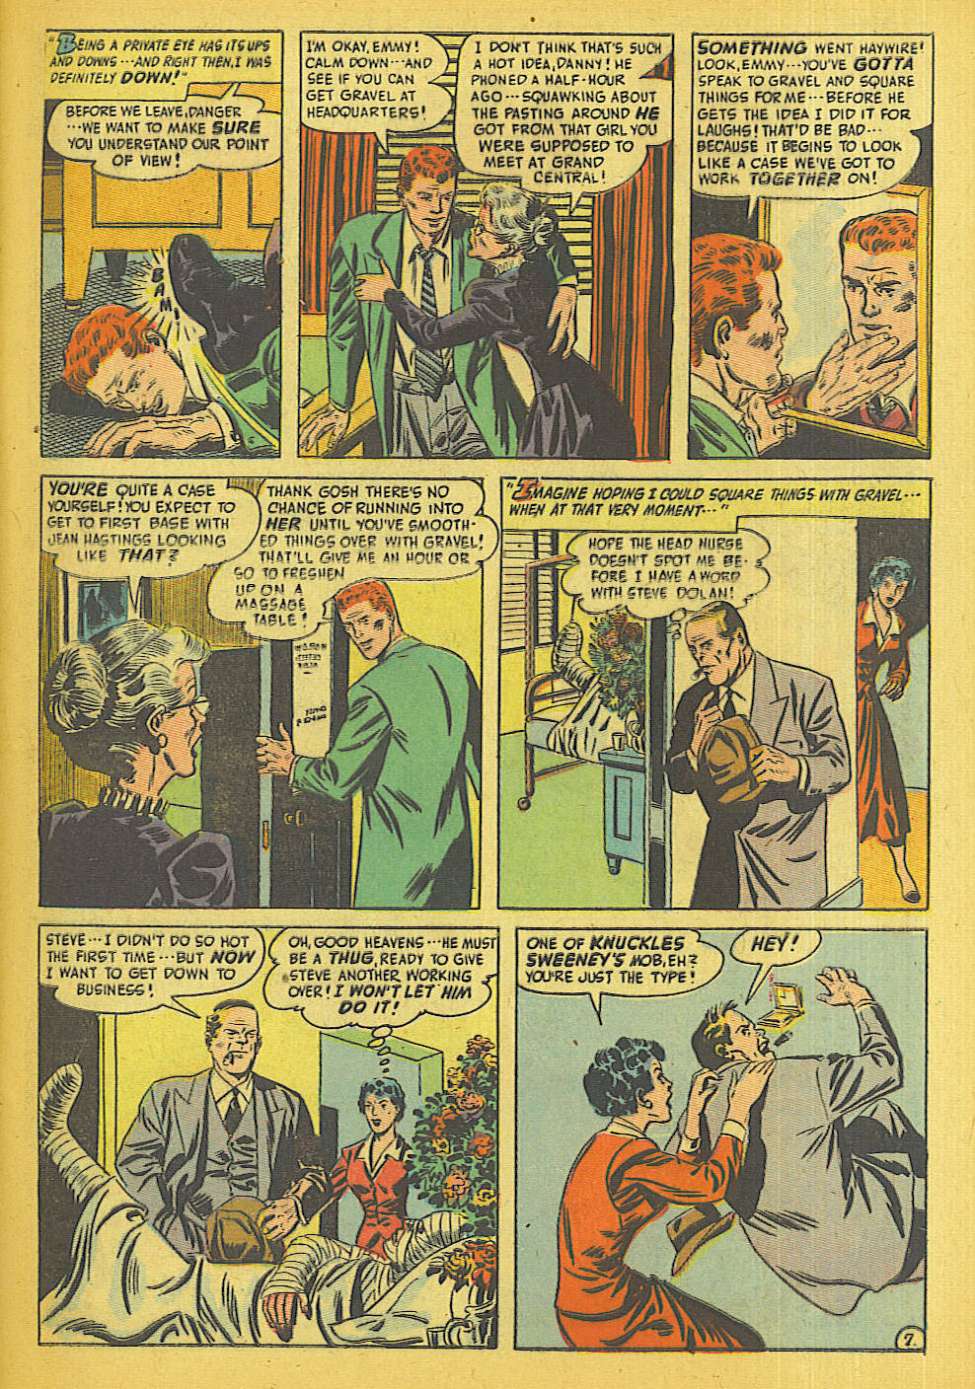 "BEING A PRIVATE EYE HAS ITS UPS
AND DOWNS---AND RIGHT THEN, I WAS
DEFINITELY DOWN!"
BEFORE WE LEAVE, DANGER
---WE WANT TO MAKE SURE
YOU UNDERSTAND OUR POINT
OF VIEW!
BAM!
I'M OKAY, EMMY!
CALM DOWN---AND
SEE IF YOU CAN
GET GRAVEL AT
HEADQUARTERS!
I DON'T THINK THAT'S SUCH
A HOT IDEA, DANNY! HE
PHONED A HALF-HOUR
AGO---SQUAWKING ABOUT
THE PASTING AROUND HE
GOT FROM THAT GIRL YOU
WERE SUPPOSED TO
MEET AT GRAND
CENTRAL!
SOMETHING WENT HAYWIRE!
LOOK, EMMY---YOU'VE GOTTA
SPEAK TO GRAVEL AND SQUARE
THINGS FOR ME---BEFORE HE
GETS THE IDEA I DID IT FOR
LAUGHS! THAT'D BE BAD---
BECAUSE IT BEGINS TO LOOK
LIKE A CASE WE'VE GOT TO
WORK TOGETHER ON!
YOU'RE QUITE A CASE
YOURSELF! YOU EXPECT TO
GET TO FIRST BASE WITH
JEAN HASTINGS LOOKING
LIKE THAT?
THANK GOSH THERE'S NO
CHANCE OF RUNNING INTO
HER UNTIL YOU'VE SMOOTH-
ED THINGS OVER WITH GRAVEL!
THAT'LL GIVE ME AN HOUR OR
SO TO FRESHEN
UP ON A
MASSAGE
TABLE!
"IMAGINE HOPING I COULD SQUARE THINGS WITH GRAVEL---
WHEN AT THAT VERY MOMENT---"
HOPE THE HEAD NURSE
DOESN'T SPOT ME BE-
FORE I HAVE A WORD
WITH STEVE DOLAN!
STEVE---I DIDN'T DO SO HOT
THE FIRST TIME---BUT NOW
I WANT TO GET DOWN TO
BUSINESS!
OH, GOOD HEAVENS---HE MUST
BE A THUG, READY TO GIVE
STEVE ANOTHER WORKING
OVER! I WON'T LET HIM
DO IT!
ONE OF KNUCKLES
SWEENEY'S MOB, EH?
YOU'RE JUST THE TYPE!
HEY!
7.